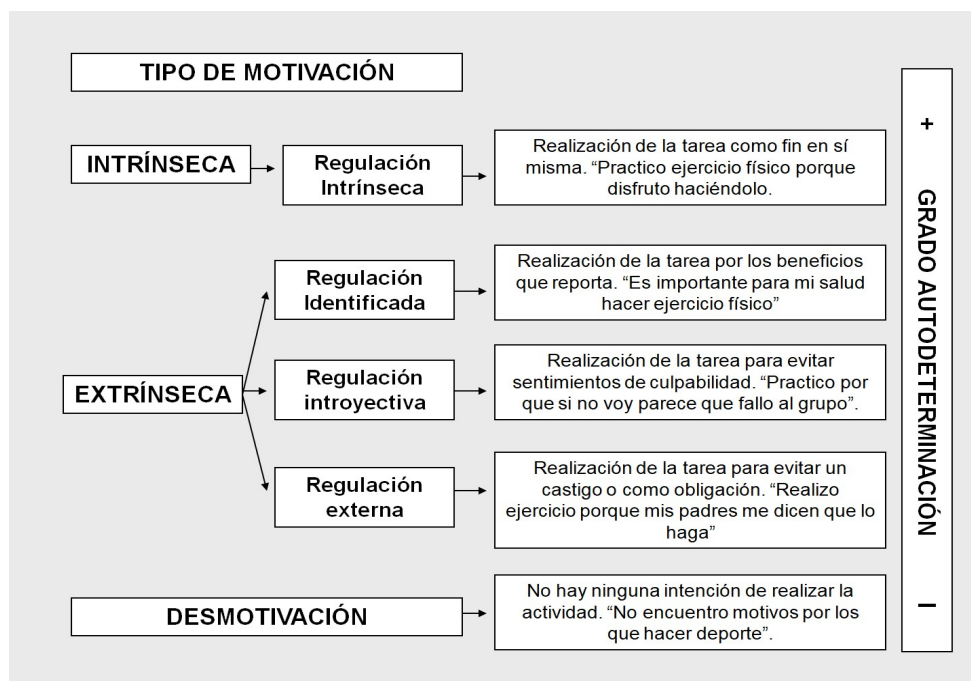 TIPO DE MOTIVACIÓN
INTRÍNSECA
Regulación
Intrínseca
Realización de la tarea como fin en sí
misma. “Practico ejercicio físico porque
disfruto haciéndolo.
EXTRÍNSECA
Regulación
Identificada
Realización de la tarea por los beneficios
que reporta. “Es importante para mi salud
hacer ejercicio físico”
Regulación
introyectiva
Realización de la tarea para evitar
sentimientos de culpabilidad. “Practico por
que si no voy parece que fallo al grupo”.
Regulación
externa
Realización de la tarea para evitar un
castigo o como obligación. “Realizo
ejercicio porque mis padres me dicen que lo
haga”
DESMOTIVACIÓN
No hay ninguna intención de realizar la
actividad. “No encuentro motivos por los
que hacer deporte”.
+ GRADO AUTODETERMINACIÓN –